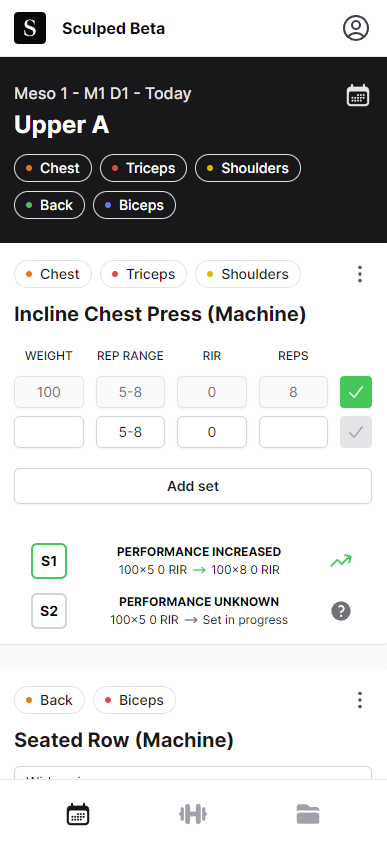 S Sculped Beta
Meso 1 - M1 D1 - Today
Upper A
Chest Triceps Shoulders
Back Biceps
Chest Triceps Shoulders
Incline Chest Press (Machine)
WEIGHT REP RANGE RIR REPS
100 5-8 0 8
5-8 0
Add set
S1 PERFORMANCE INCREASED
100×5 0 RIR → 100×8 0 RIR
S2 PERFORMANCE UNKNOWN
100×5 0 RIR → Set in progress
?
Back Biceps
Seated Row (Machine)